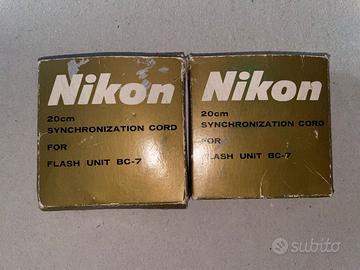 Nikon
20cm
SYNCHRONIZATION CORD
FOR
FLASH UNIT BC-7
Nikon
20cm
SYNCHRONIZATION CORD
FOR
FLASH UNIT BC-7
subito